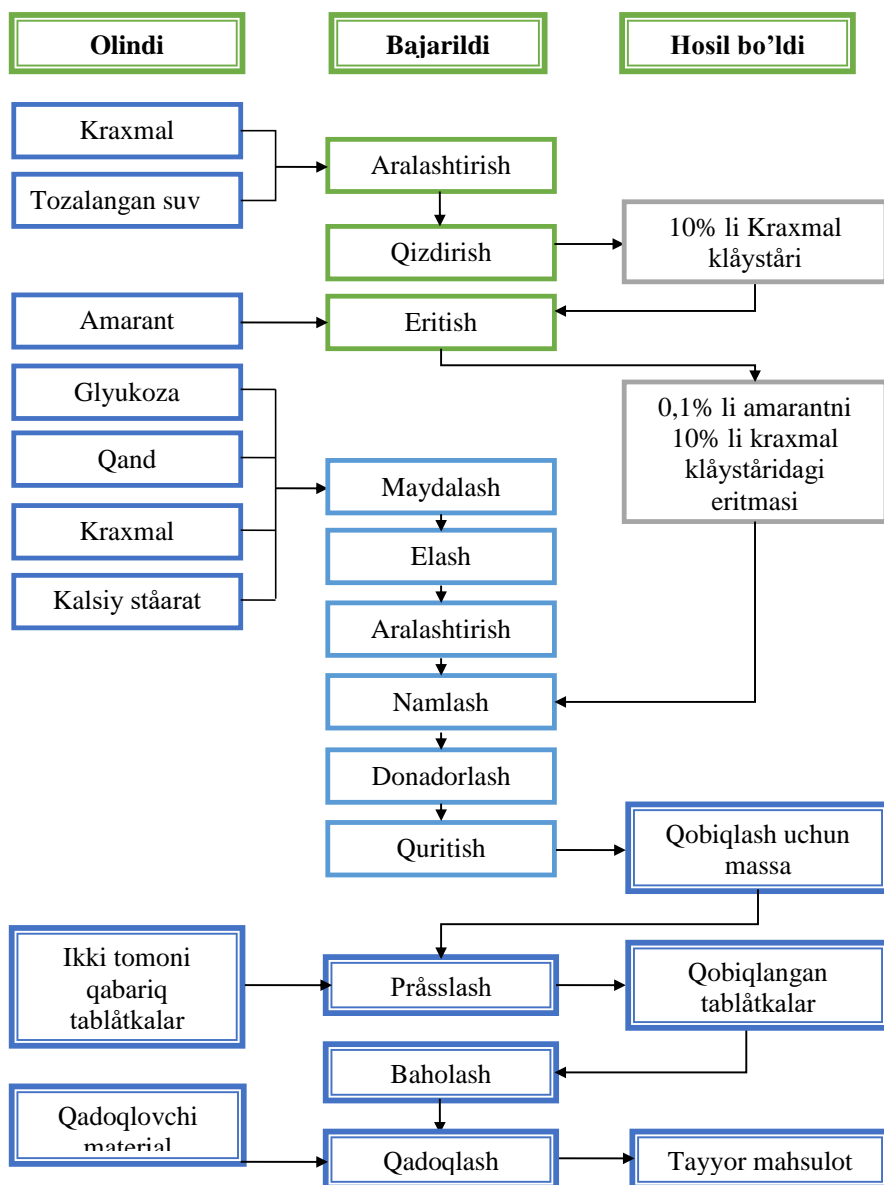 Olindi
Bajarildi
Hosil bo’ldi
Kraxmal
Tozalangan suv
Aralashtirish
Qizdirish
10% li Kraxmal
klåyståri
Amarant
Eritish
Glyukoza
Qand
Kraxmal
Kalsiy ståarat
0,1% li amarantni
10% li kraxmal
klåyståridagi
eritmasi
Maydalash
Elash
Aralashtirish
Namlash
Donadorlash
Quritish
Qobiqlash uchun
massa
Ikki tomoni
qabariq
tablåtkalar
Pråsslash
Qobiqlangan
tablåtkalar
Baholash
Qadoqlovchi
material
Qadoqlash
Tayyor mahsulot